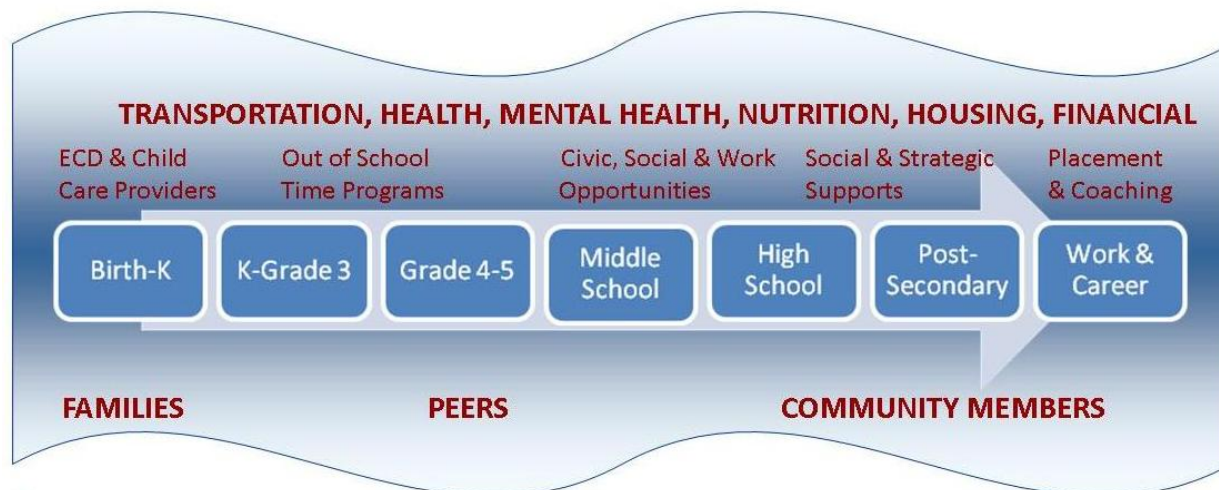 TRANSPORTATION, HEALTH, MENTAL HEALTH, NUTRITION, HOUSING, FINANCIAL
ECD & Child
Care Providers
Out of School
Time Programs
Civic, Social & Work
Opportunities
Social & Strategic
Supports
Placement
& Coaching
Birth-K
K-Grade 3
Grade 4-5
Middle
School
High
School
Post-
Secondary
Work &
Career
FAMILIES
PEERS
COMMUNITY MEMBERS